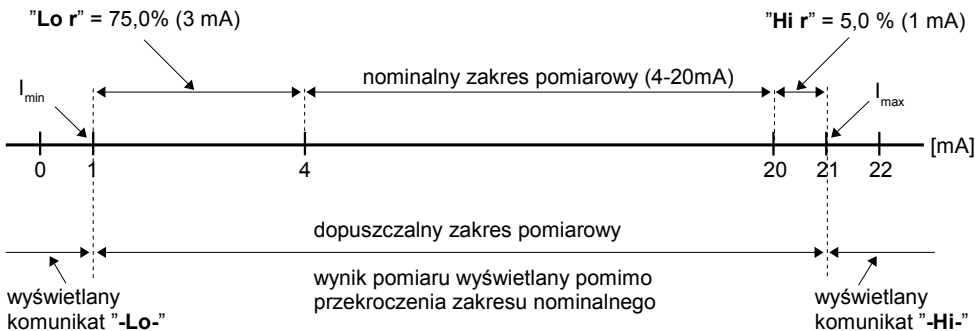 "Lo r" = 75,0% (3 mA)
"Hi r" = 5,0 % (1 mA)
nominalny zakres pomiarowy (4-20mA)
Imin
Imax
[mA]
0 1 4 20 21 22
dopuszczalny zakres pomiarowy
wynik pomiaru wyświetlany pomimo
przekroczenia zakresu nominalnego
wyświetlany
komunikat "-Lo-"
wyświetlany
komunikat "-Hi-"